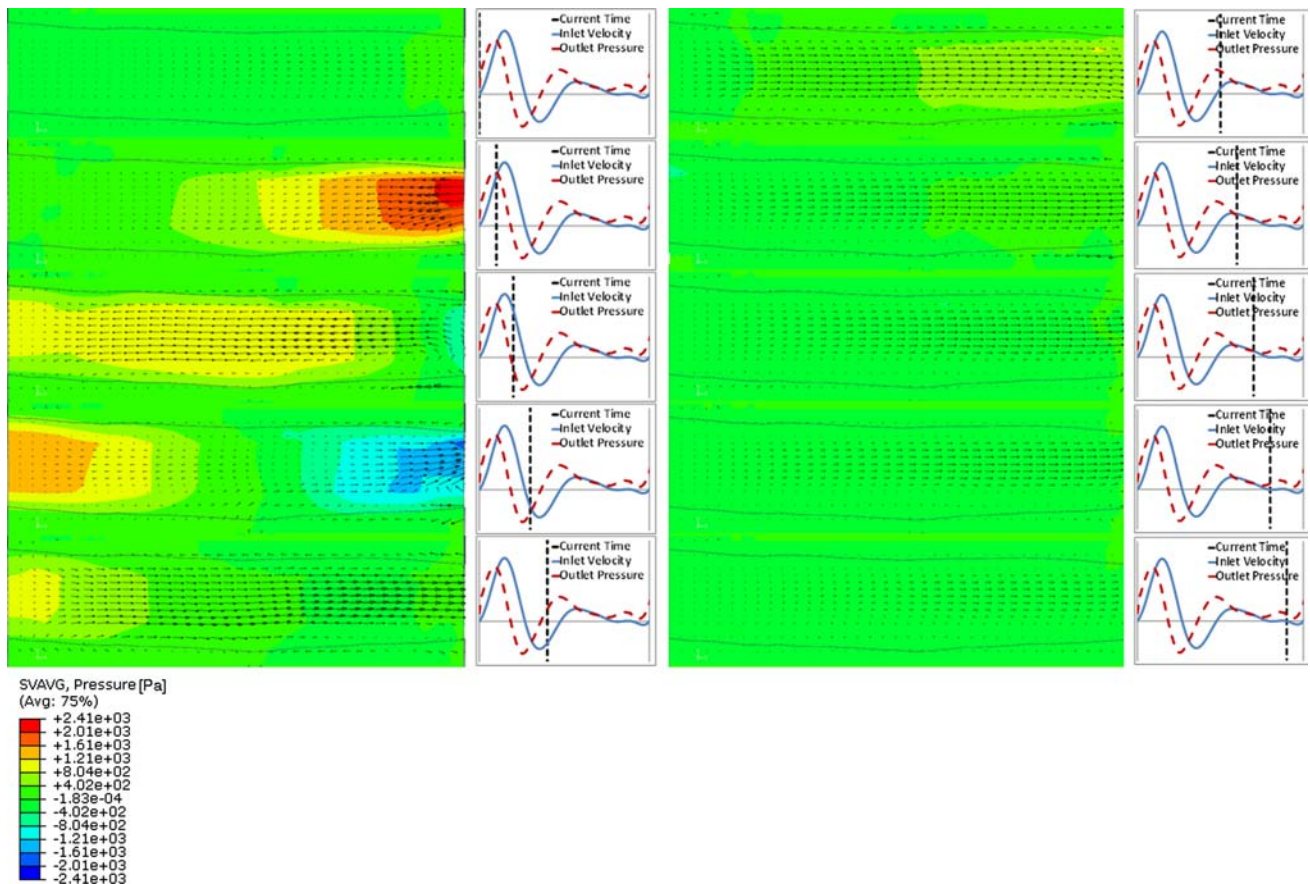 Current Time
Inlet Velocity
Outlet Pressure
Current Time
Inlet Velocity
Outlet Pressure
Current Time
Inlet Velocity
Outlet Pressure
Current Time
Inlet Velocity
Outlet Pressure
Current Time
Inlet Velocity
Outlet Pressure
Current Time
Inlet Velocity
Outlet Pressure
Current Time
Inlet Velocity
Outlet Pressure
Current Time
Inlet Velocity
Outlet Pressure
Current Time
Inlet Velocity
Outlet Pressure
Current Time
Inlet Velocity
Outlet Pressure
SVAVG, Pressure [Pa]
(Avg: 75%)
+2.41e+03
+2.01e+03
+1.61e+03
+1.21e+03
+8.04e+02
+4.02e+02
-1.83e-04
-4.02e+02
-8.04e+02
-1.21e+03
-1.61e+03
-2.01e+03
-2.41e+03